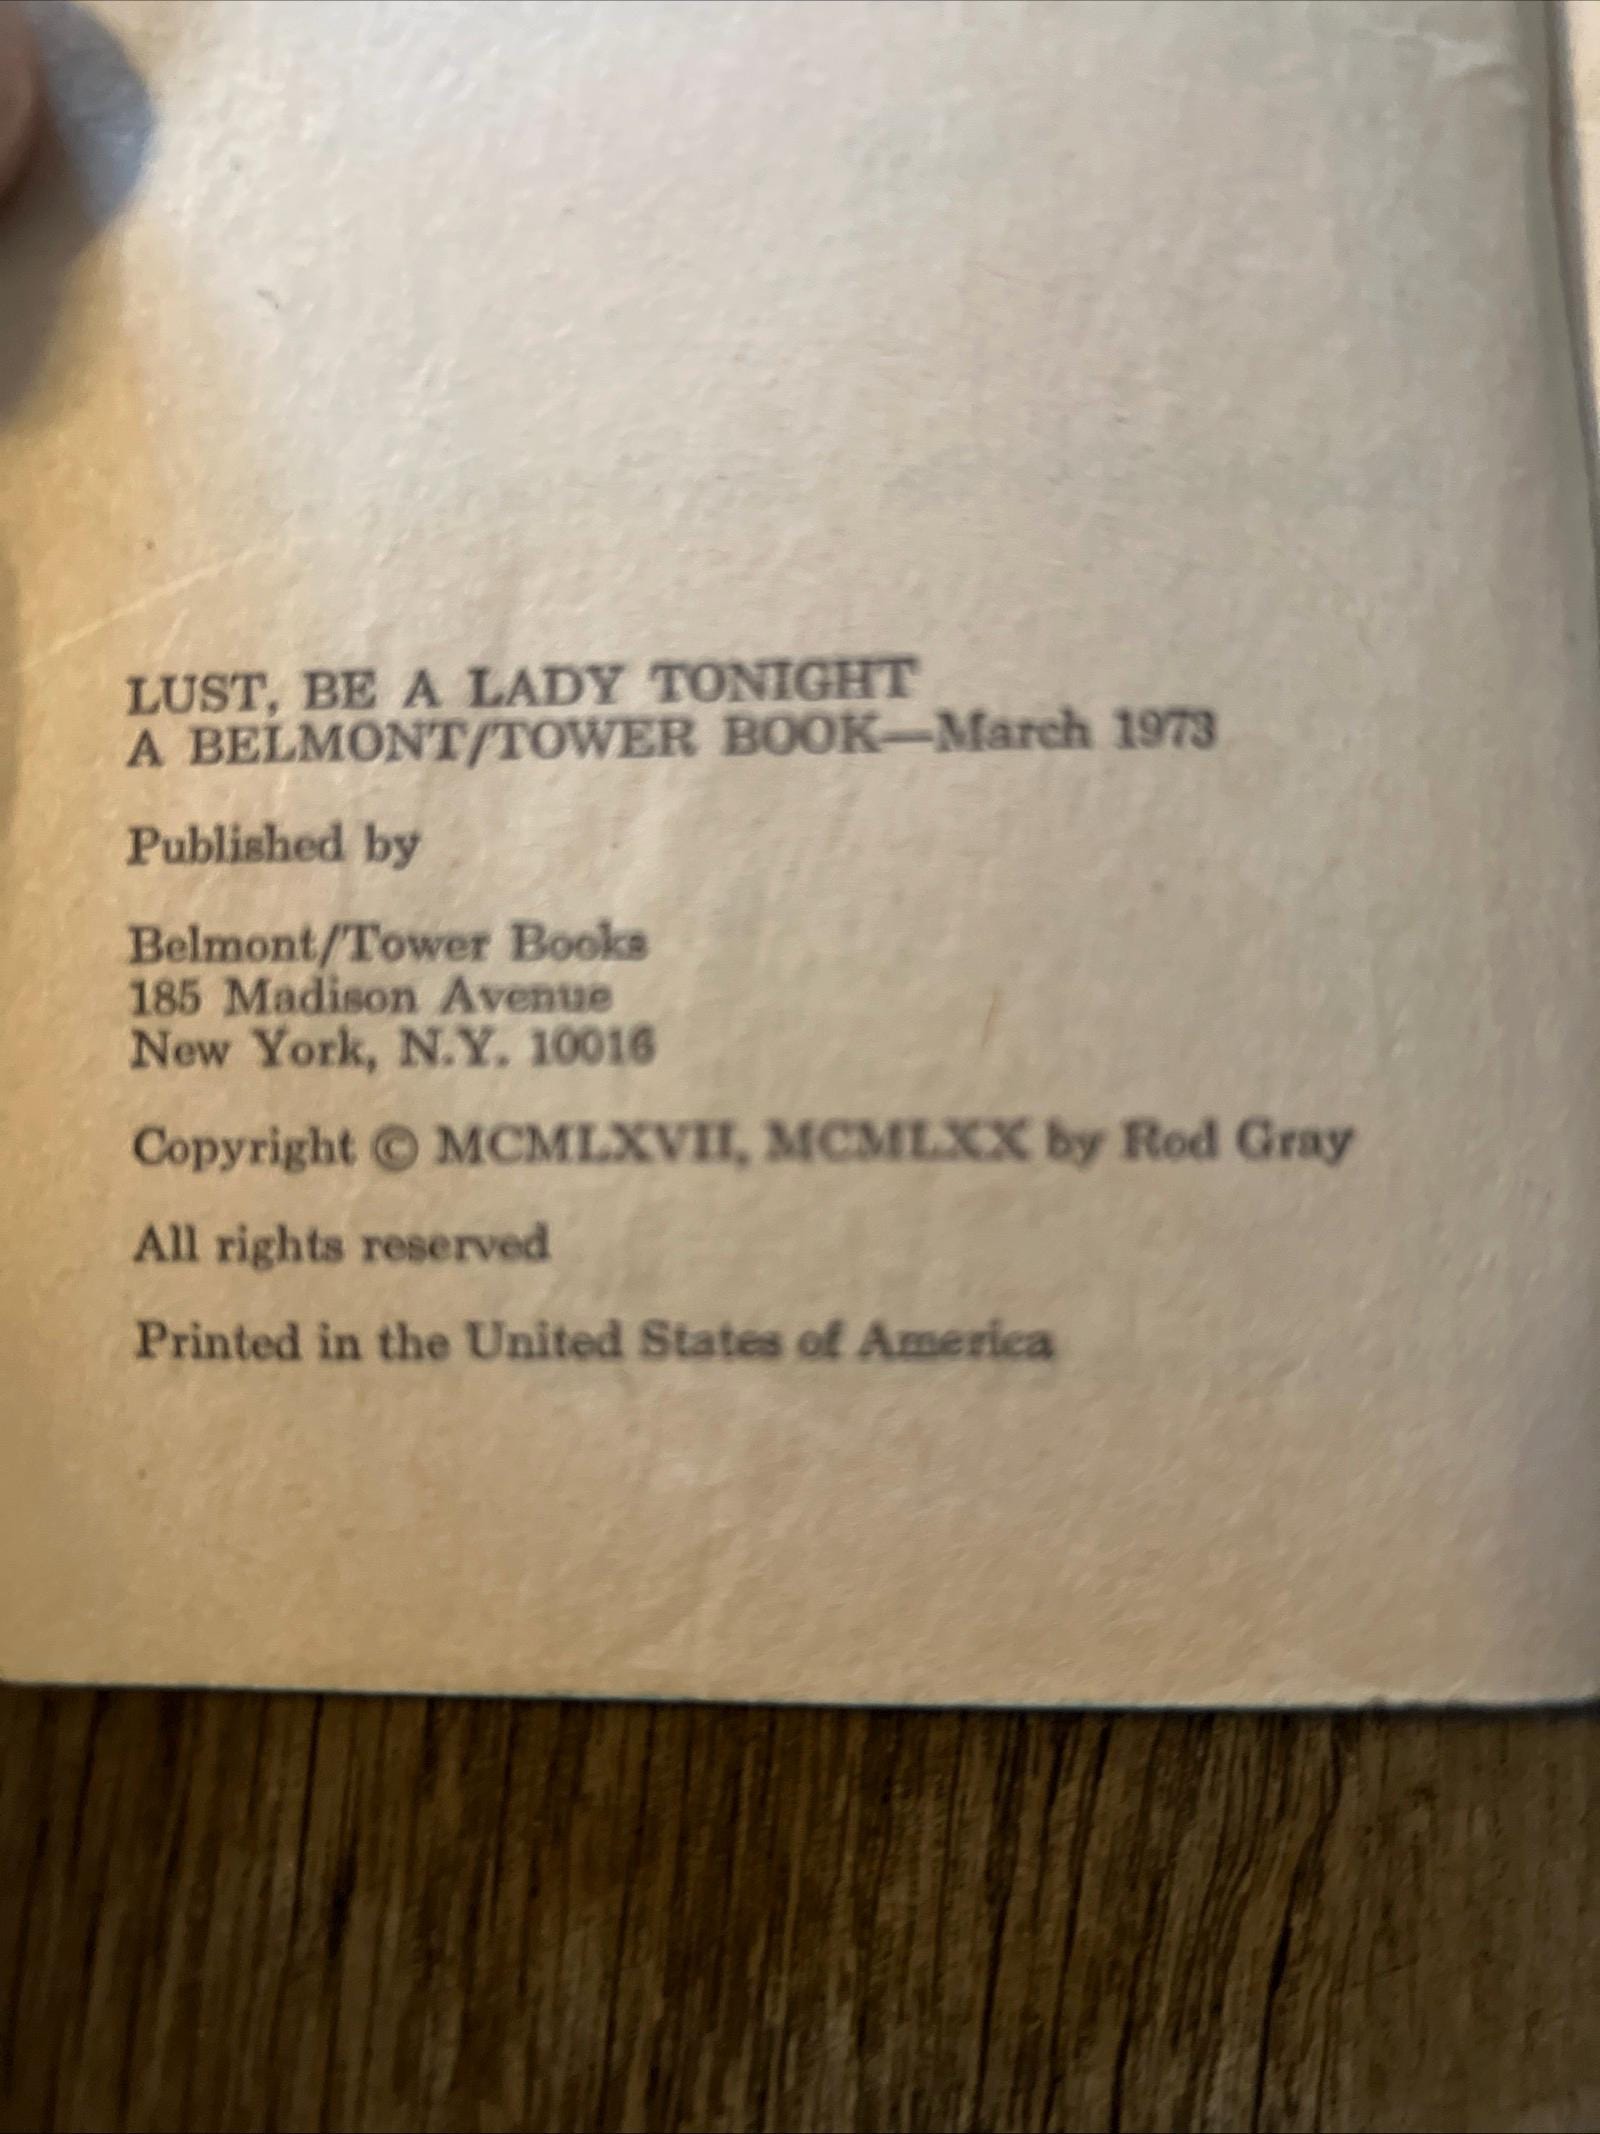 LUST, BE A LADY TONIGHT
A BELMONT/TOWER BOOK—March 1973
Published by
Belmont/Tower Books
185 Madison Avenue
New York, N.Y. 10016
Copyright © MCMLXVII, MCMLXX by Rod Gray
All rights reserved
Printed in the United States of America